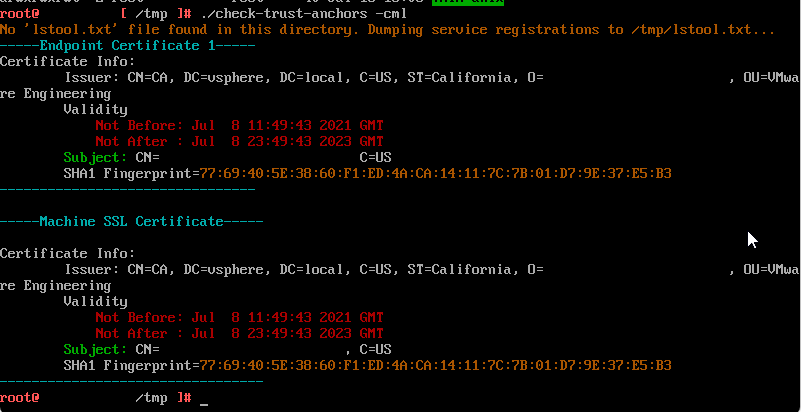 root@ [ /tmp ]# ./check-trust-anchors -cml
No 'lstool.txt' file found in this directory. Dumping service registrations to /tmp/lstool.txt...
-----Endpoint Certificate 1-----
Certificate Info:
Issuer: CN=CA, DC=vsphere, DC=local, C=US, ST=California, O= , OU=VMwa
re Engineering
Validity
Not Before: Jul  8 11:49:43 2021 GMT
Not After : Jul  8 23:49:43 2023 GMT
Subject: CN= C=US
SHA1 Fingerprint=77:69:40:5E:38:60:F1:ED:4A:CA:14:11:7C:7B:01:D7:9E:37:E5:B3
--------------------------------
-----Machine SSL Certificate-----
Certificate Info:
Issuer: CN=CA, DC=vsphere, DC=local, C=US, ST=California, O= , OU=VMwa
re Engineering
Validity
Not Before: Jul  8 11:49:43 2021 GMT
Not After : Jul  8 23:49:43 2023 GMT
Subject: CN= , C=US
SHA1 Fingerprint=77:69:40:5E:38:60:F1:ED:4A:CA:14:11:7C:7B:01:D7:9E:37:E5:B3
---------------------------------
root@ /tmp ]# _